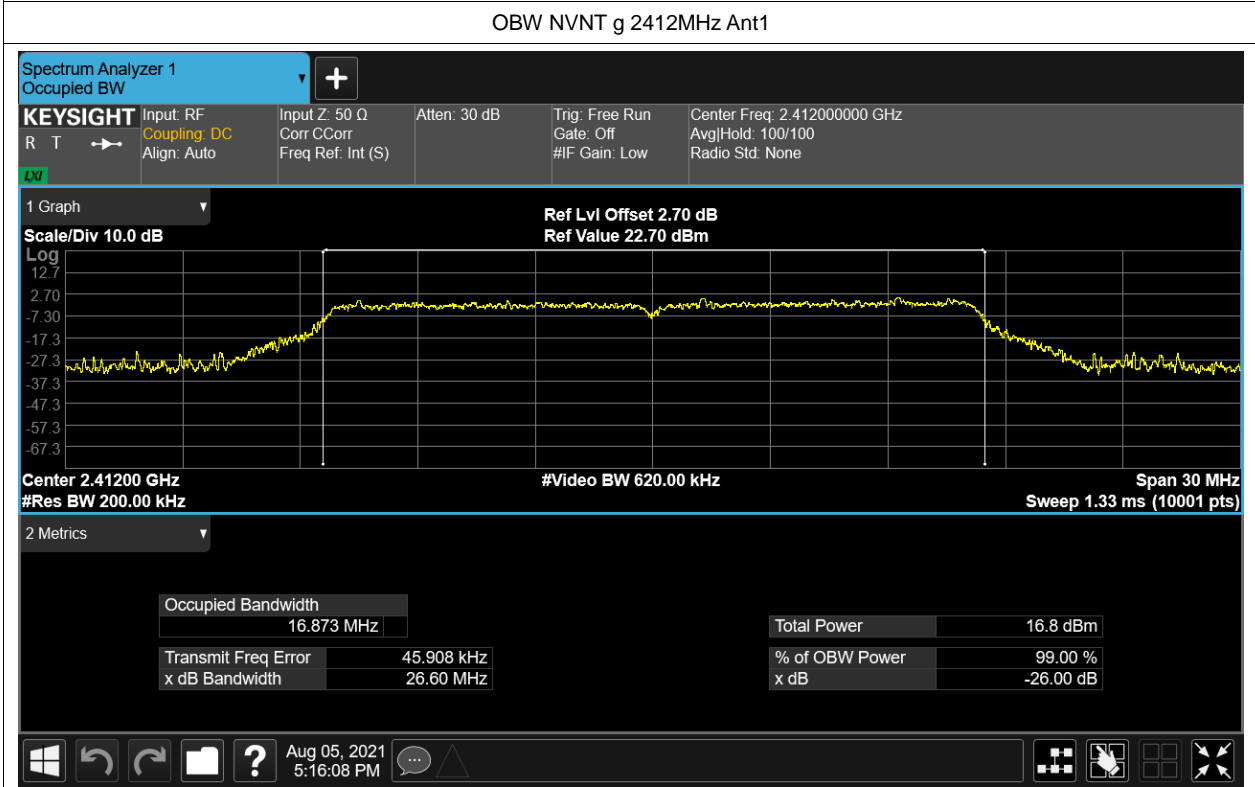 OBW NVNT g 2412MHz Ant1
Spectrum Analyzer 1
Occupied BW
KEYSIGHT
R T
LXI
Input: RF
Coupling: DC
Align: Auto
Input Z: 50 Ω
Corr CCorr
Freq Ref: Int (S)
Atten: 30 dB
Trig: Free Run
Gate: Off
#IF Gain: Low
Center Freq: 2.412000000 GHz
Avg|Hold: 100/100
Radio Std: None
1 Graph
Ref Lvl Offset 2.70 dB
Scale/Div 10.0 dB
Ref Value 22.70 dBm
Log
12.7
2.70
-7.30
-17.3
-27.3
-37.3
-47.3
-57.3
-67.3
Center 2.41200 GHz
#Video BW 620.00 kHz
Span 30 MHz
#Res BW 200.00 kHz
Sweep 1.33 ms (10001 pts)
2 Metrics
Occupied Bandwidth
16.873 MHz
Total Power 16.8 dBm
Transmit Freq Error 45.908 kHz
% of OBW Power 99.00 %
x dB Bandwidth 26.60 MHz
x dB -26.00 dB
?
Aug 05, 2021
5:16:08 PM